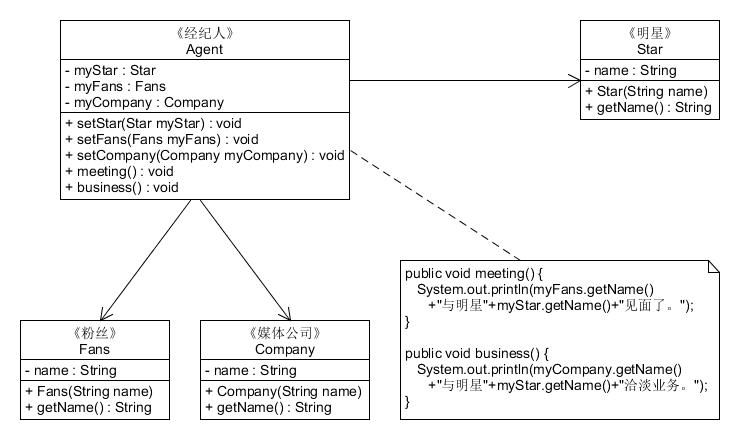 《经纪人》
Agent
- myStar : Star
- myFans : Fans
- myCompany : Company
+ setStar(Star myStar) : void
+ setFans(Fans myFans) : void
+ setCompany(Company myCompany) : void
+ meeting() : void
+ business() : void
《明星》
Star
- name : String
+ Star(String name)
+ getName() : String
《粉丝》
Fans
- name : String
+ Fans(String name)
+ getName() : String
《媒体公司》
Company
- name : String
+ Company(String name)
+ getName() : String
public void meeting() {
System.out.println(myFans.getName()
+"与明星"+myStar.getName()+"见面了。");
}
public void business() {
System.out.println(myCompany.getName()
+"与明星"+myStar.getName()+"洽淡业务。");
}